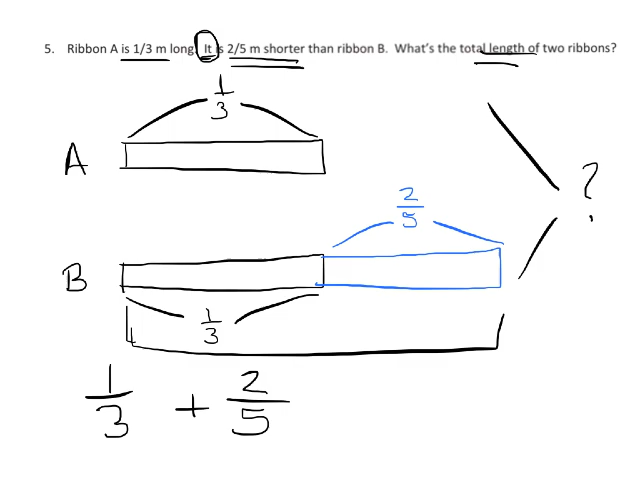 5. Ribbon A is 1/3 m long. It is 2/5 m shorter than ribbon B. What's the total length of two ribbons?
1
3
A
?
2
5
B
1
3
1/3 + 2/5